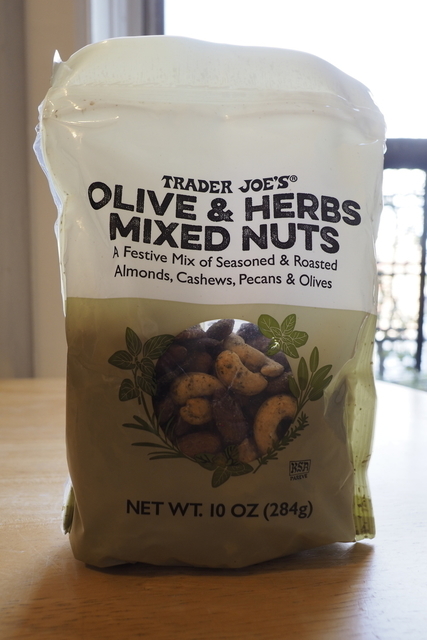 TRADER JOE'S®
OLIVE & HERBS
MIXED NUTS
A Festive Mix of Seasoned & Roasted
Almonds, Cashews, Pecans & Olives
KSA
NET WT. 10 OZ (284g)